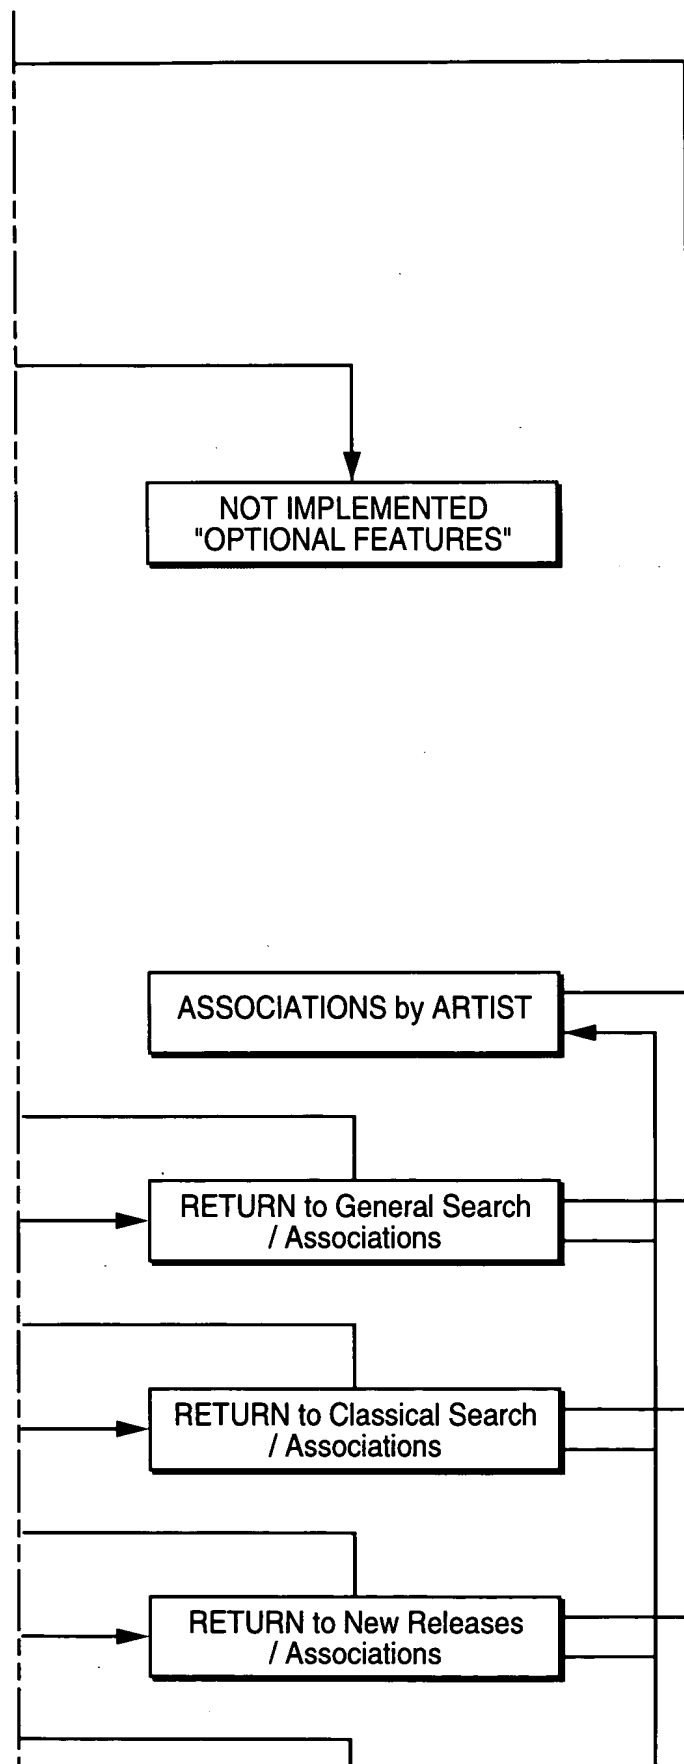 NOT IMPLEMENTED
"OPTIONAL FEATURES"
ASSOCIATIONS by ARTIST
RETURN to General Search
/ Associations
RETURN to Classical Search
/ Associations
RETURN to New Releases
/ Associations